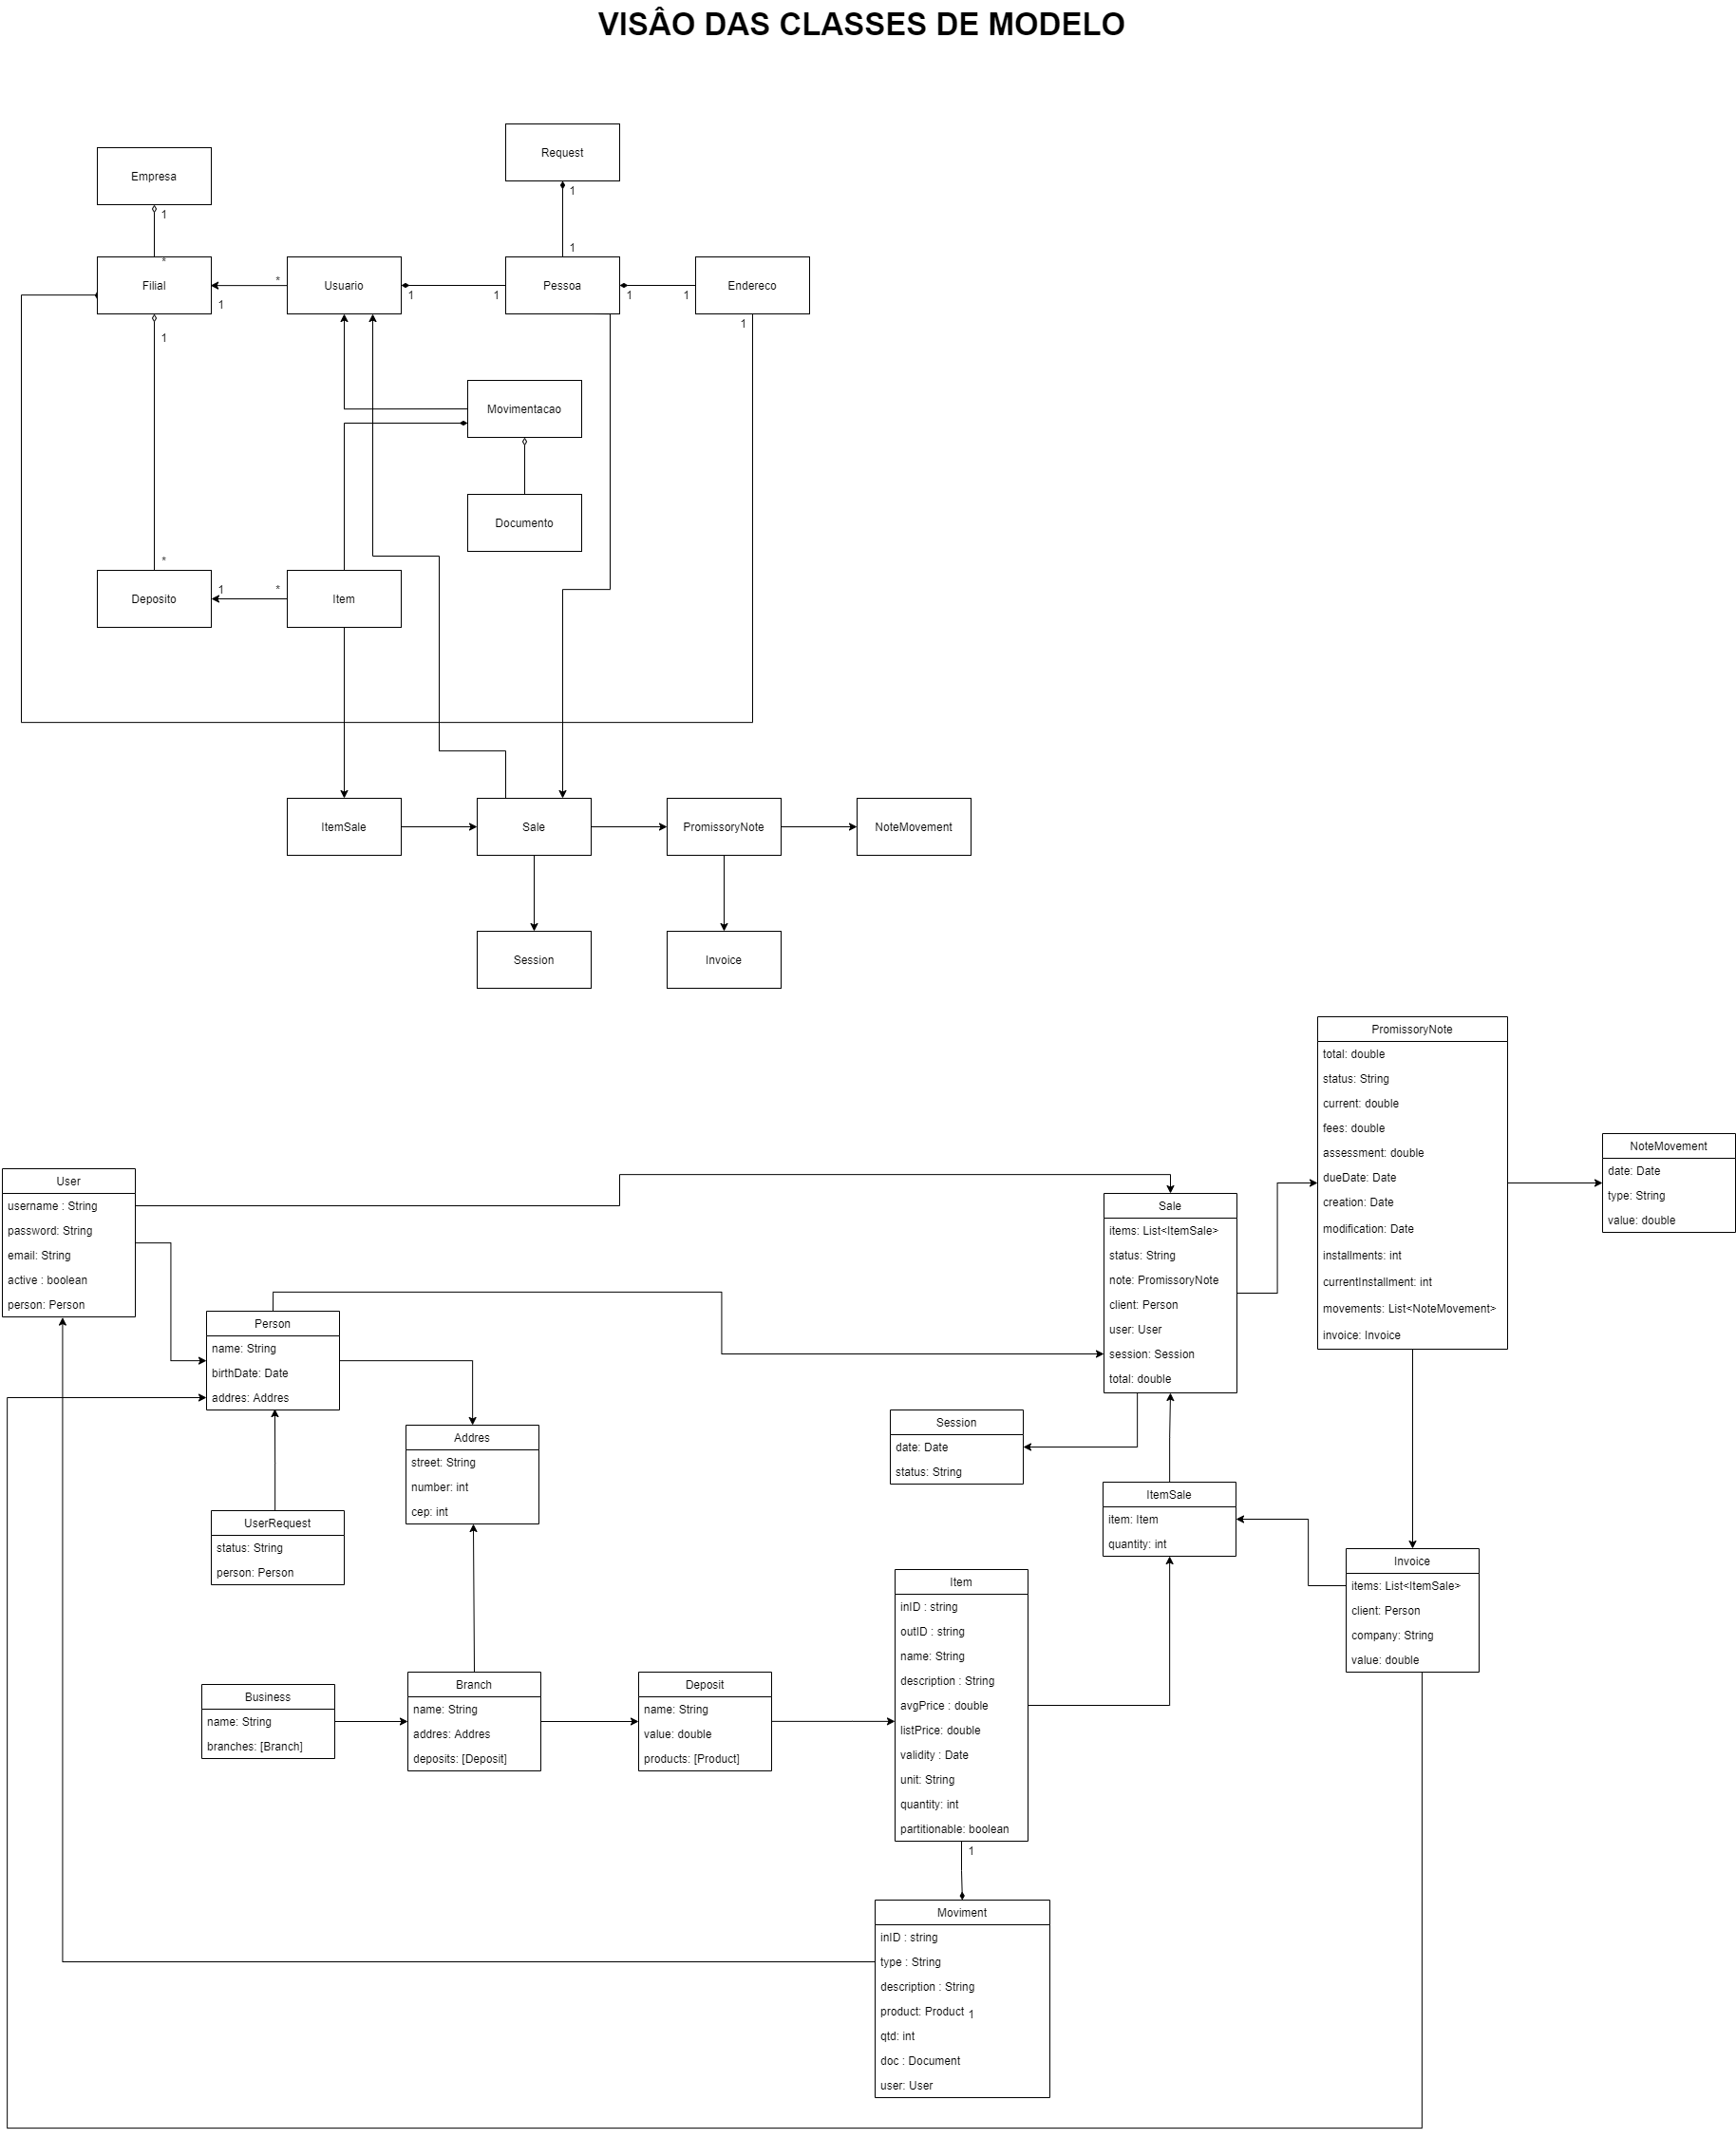 VISÂO DAS CLASSES DE MODELO
Request
Empresa
1
1
1
*
Filial
*
1
Usuario
1
1
Pessoa
1
1
Endereco
1
1
Movimentacao
Documento
*
Deposito
1
*
Item
ItemSale
Sale
PromissoryNote
NoteMovement
Session
Invoice
PromissoryNote
total: double
status: String
current: double
fees: double
assessment: double
dueDate: Date
creation: Date
modification: Date
installments: int
currentInstallment: int
movements: List<NoteMovement>
invoice: Invoice
NoteMovement
date: Date
type: String
value: double
User
username : String
password: String
email: String
active : boolean
person: Person
Sale
items: List<ItemSale>
status: String
note: PromissoryNote
client: Person
user: User
session: Session
total: double
Person
name: String
birthDate: Date
addres: Addres
Addres
street: String
number: int
cep: int
Session
date: Date
status: String
ItemSale
item: Item
quantity: int
UserRequest
status: String
person: Person
Invoice
items: List<ItemSale>
client: Person
company: String
value: double
Item
inID : string
outID : string
name: String
description : String
avgPrice : double
listPrice: double
validity : Date
unit: String
quantity: int
partitionable: boolean
Business
name: String
branches: [Branch]
Branch
name: String
addres: Addres
deposits: [Deposit]
Deposit
name: String
value: double
products: [Product]
1
Moviment
inID : string
type : String
description : String
product: Product
1
qtd: int
doc : Document
user: User